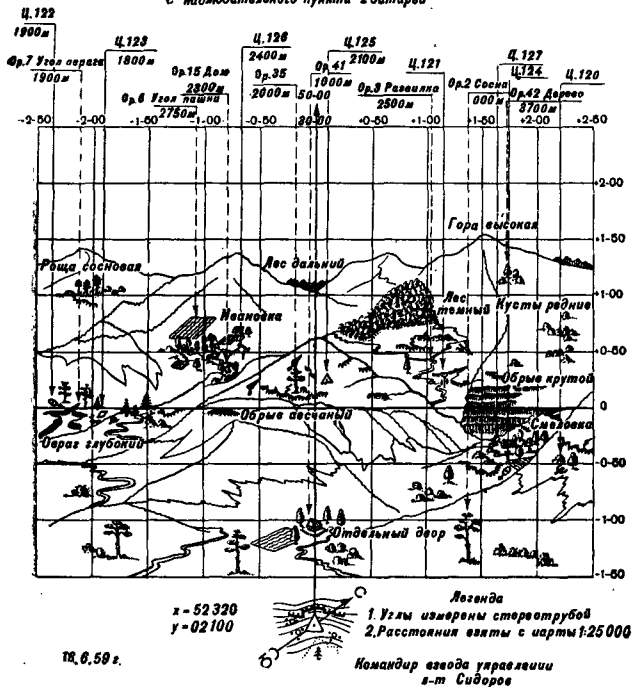 С наблюдательного пункта 2 батареи
Ц.122
1900м
Ор.7 Угол оврага
1900м
Ц.123
1800м
Ор.15 Дом
2300м
Ор.6 Угол пашни
2750м
Ц.126
2400м
Ор.35
2000м
Ор.41
1000м
50-00
20-00
Ц.125
2100м
Ор.3 Развилка
2500м
Ц.121
Ор.2 Сосна
000м
Ц.127
Ц.124
Ор.42 Дерево
3700м
Ц.120
-2-50 -2-00 -1-50 -1-00 -0-50 0 +0-50 +1-00 +1-50 +2-00 +2-50
+2-00
+1-50
+1-00
+0-50
0
-0-50
-1-00
-1-50
Гора высокая
Роща сосновая
Лес дальний
Лес темный
Кусты редкие
Ивановка
Обрыв крутой
Обрыв песчаный
Смеловка
Овраг глубокий
Отдельный двор
х = 52 320
у = 02 100
С
Ю
Легенда
1. Углы измерены стереотрубой
2. Расстояния взяты с карты 1:25000
18.6.59 г.
Командир взвода управления
л-т Сидоров